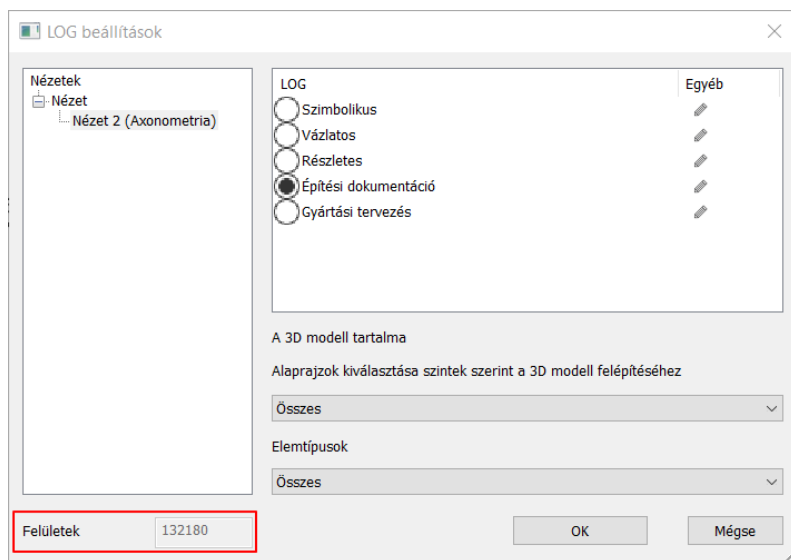 LOG beállítások
Nézetek
Nézet
Nézet 2 (Axonometria)
LOG Egyéb
Szimbolikus
Vázlatos
Részletes
Építési dokumentáció
Gyártási tervezés
A 3D modell tartalma
Alaprajzok kiválasztása szintek szerint a 3D modell felépítéséhez
Összes
Elemtípusok
Összes
Felületek 132180 OK Mégse